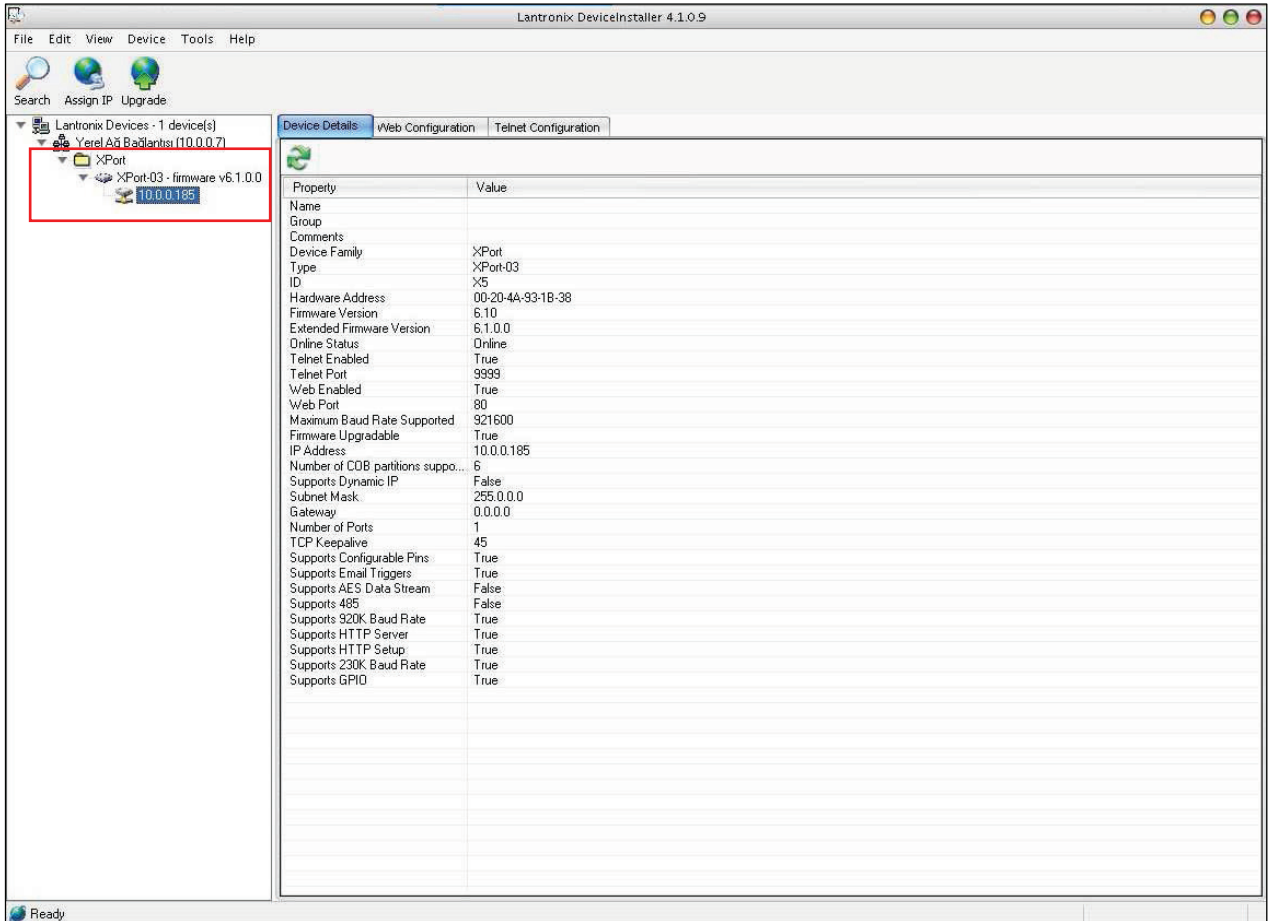 Lantronix DeviceInstaller 4.1.0.9
File Edit View Device Tools Help
Search Assign IP Upgrade
Lantronix Devices - 1 device(s)
Yerel Ağ Bağlantısı (10.0.0.7)
XPort
XPort-03 - firmware v6.1.0.0
10.0.0.185
Device Details Web Configuration Telnet Configuration
Property Value
Name
Group
Comments
Device Family XPort
Type XPort-03
ID X5
Hardware Address 00-20-4A-93-1B-38
Firmware Version 6.10
Extended Firmware Version 6.1.0.0
Online Status Online
Telnet Enabled True
Telnet Port 9999
Web Enabled True
Web Port 80
Maximum Baud Rate Supported 921600
Firmware Upgradable True
IP Address 10.0.0.185
Number of COB partitions suppo... 6
Supports Dynamic IP False
Subnet Mask 255.0.0.0
Gateway 0.0.0.0
Number of Ports 1
TCP Keepalive 45
Supports Configurable Pins True
Supports Email Triggers True
Supports AES Data Stream False
Supports 485 False
Supports 920K Baud Rate True
Supports HTTP Server True
Supports HTTP Setup True
Supports 230K Baud Rate True
Supports GPIO True
Ready